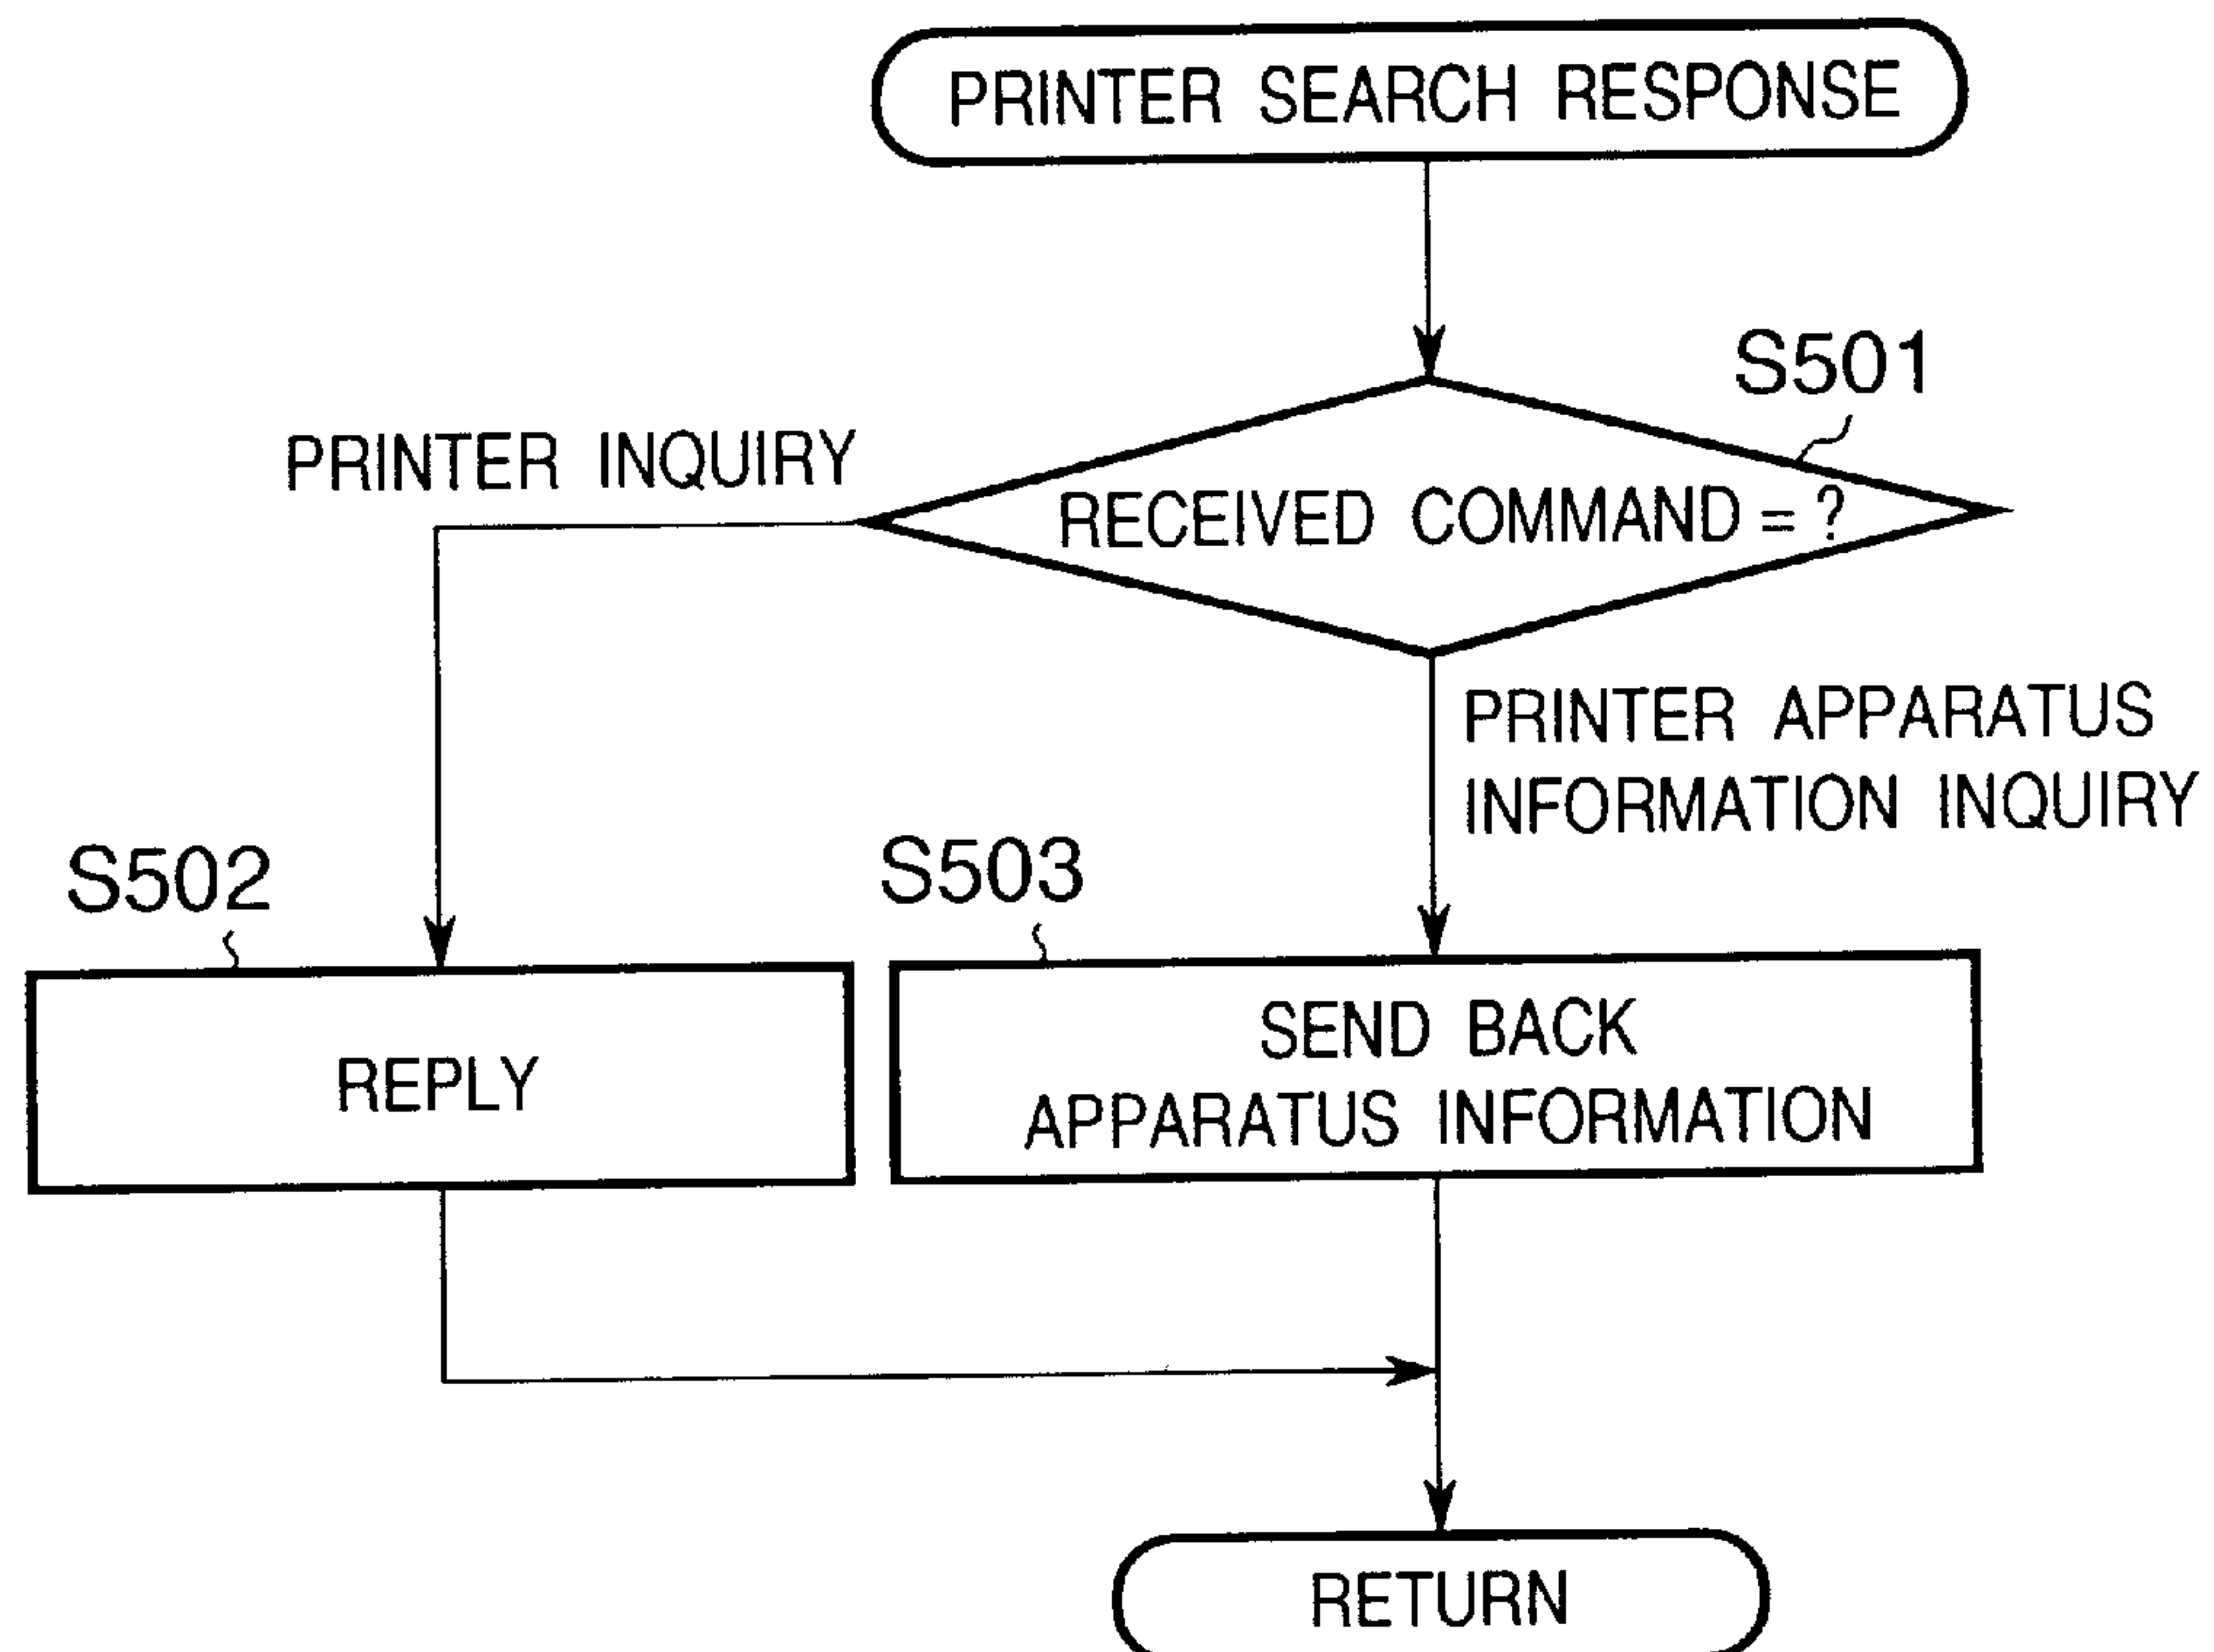 PRINTER SEARCH RESPONSE
S501
PRINTER INQUIRY
RECEIVED COMMAND = ?
PRINTER APPARATUS
INFORMATION INQUIRY
S502
S503
REPLY
SEND BACK
APPARATUS INFORMATION
RETURN